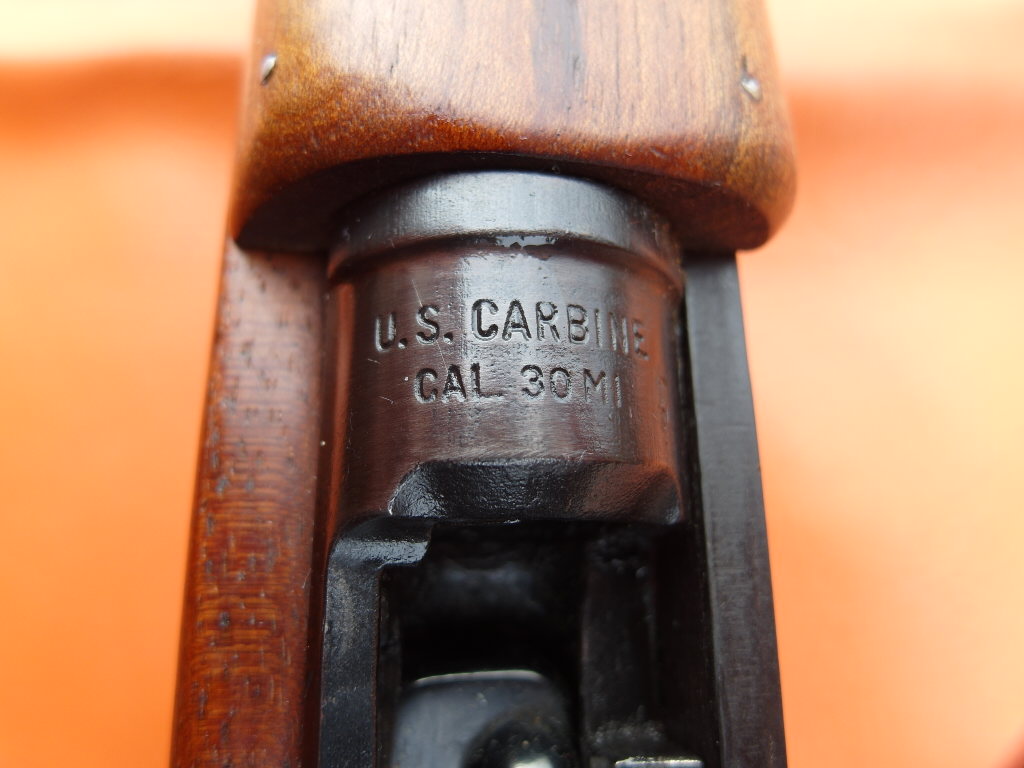 U.S. CARBINE
CAL. 30 M1